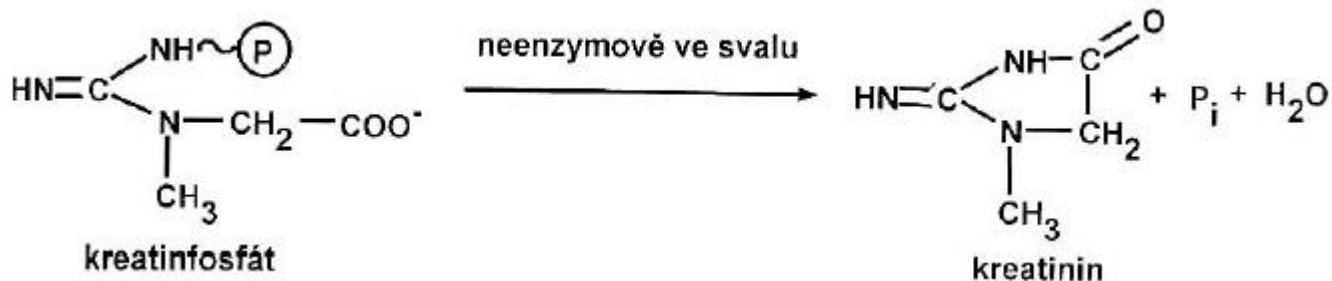 NH~P
neenzymově ve svalu
HN=C
N—CH2—COO-
CH3
kreatinfosfát
O
NH—C
HN=C
+ Pi + H2O
N
CH2
CH3
kreatinin